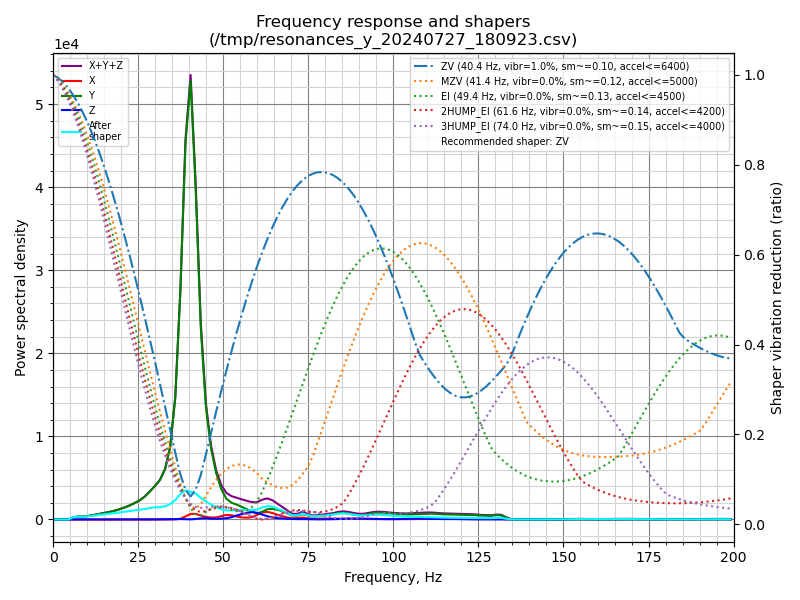 Frequency response and shapers
(/tmp/resonances_y_20240727_180923.csv)
1e4
X+Y+Z
X
Y
Z
After
shaper
ZV (40.4 Hz, vibr=1.0%, sm~=0.10, accel<=6400)
MZV (41.4 Hz, vibr=0.0%, sm~=0.12, accel<=5000)
EI (49.4 Hz, vibr=0.0%, sm~=0.13, accel<=4500)
2HUMP_EI (61.6 Hz, vibr=0.0%, sm~=0.14, accel<=4200)
3HUMP_EI (74.0 Hz, vibr=0.0%, sm~=0.15, accel<=4000)
Recommended shaper: ZV
Power spectral density
5
4
3
2
1
0
1.0
0.8
0.6
0.4
0.2
0.0
Shaper vibration reduction (ratio)
0 25 50 75 100 125 150 175 200
Frequency, Hz